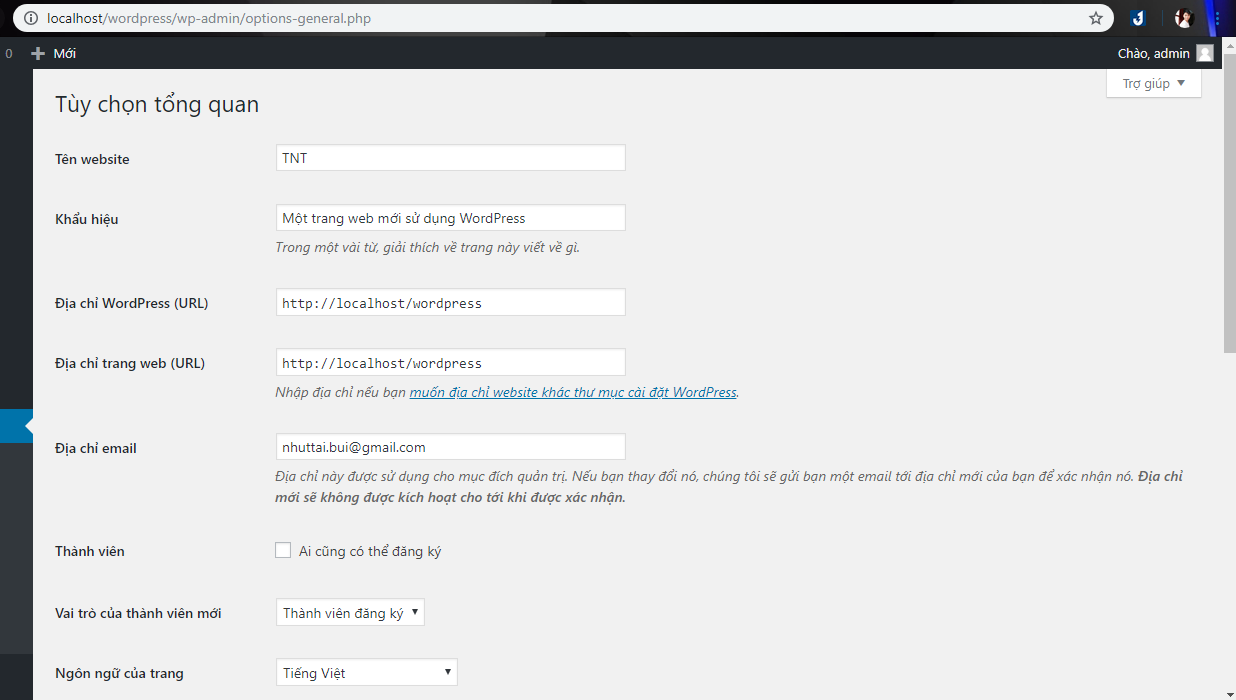 localhost/wordpress/wp-admin/options-general.php
0 Mới Chào, admin
Trợ giúp
Tùy chọn tổng quan
Tên website TNT
Khẩu hiệu Một trang web mới sử dụng WordPress
Trong một vài từ, giải thích về trang này viết về gì.
Địa chỉ WordPress (URL) http://localhost/wordpress
Địa chỉ trang web (URL) http://localhost/wordpress
Nhập địa chỉ nếu bạn muốn địa chỉ website khác thư mục cài đặt WordPress.
Địa chỉ email nhuttai.bui@gmail.com
Địa chỉ này được sử dụng cho mục đích quản trị. Nếu bạn thay đổi nó, chúng tôi sẽ gửi bạn một email tới địa chỉ mới của bạn để xác nhận nó. Địa chỉ
mới sẽ không được kích hoạt cho tới khi được xác nhận.
Thành viên Ai cũng có thể đăng ký
Vai trò của thành viên mới Thành viên đăng ký
Ngôn ngữ của trang Tiếng Việt